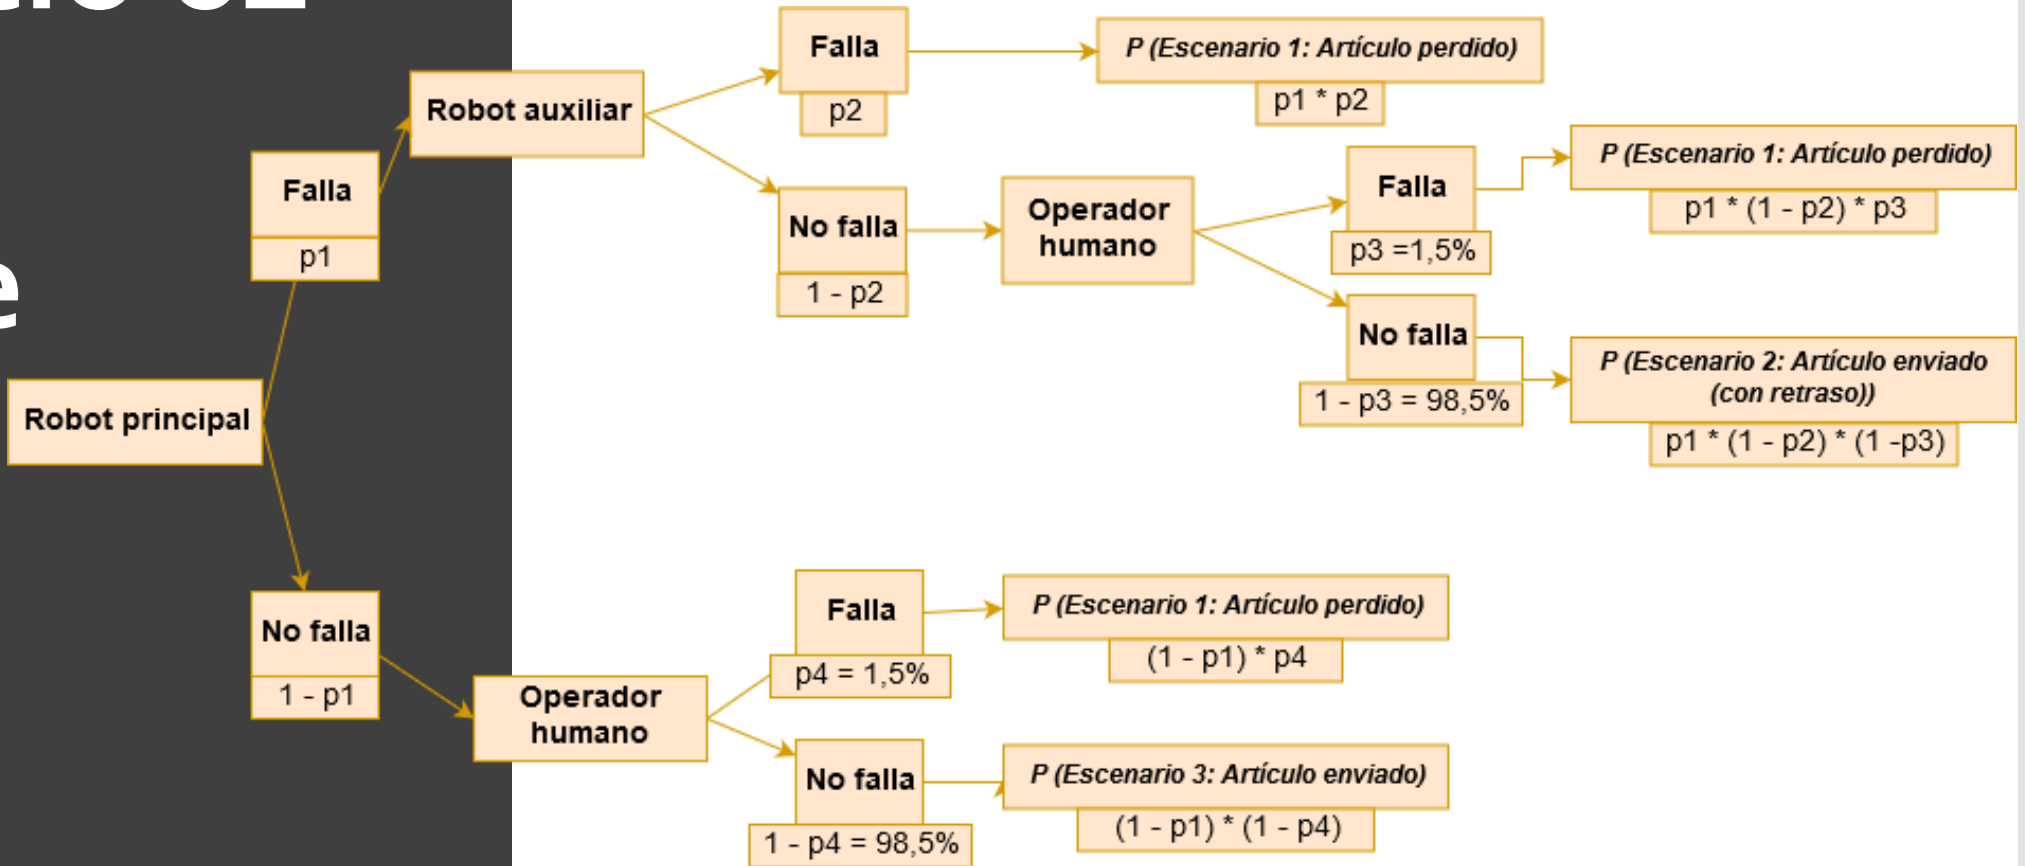 Falla
p2
P (Escenario 1: Artículo perdido)
p1 * p2
Robot auxiliar
Falla
p1
No falla
1 - p2
Operador
humano
Falla
p3 =1,5%
P (Escenario 1: Artículo perdido)
p1 * (1 - p2) * p3
No falla
1 - p3 = 98,5%
P (Escenario 2: Artículo enviado
(con retraso))
p1 * (1 - p2) * (1 -p3)
e
Robot principal
No falla
1 - p1
Operador
humano
Falla
p4 = 1,5%
P (Escenario 1: Artículo perdido)
(1 - p1) * p4
No falla
1 - p4 = 98,5%
P (Escenario 3: Artículo enviado)
(1 - p1) * (1 - p4)